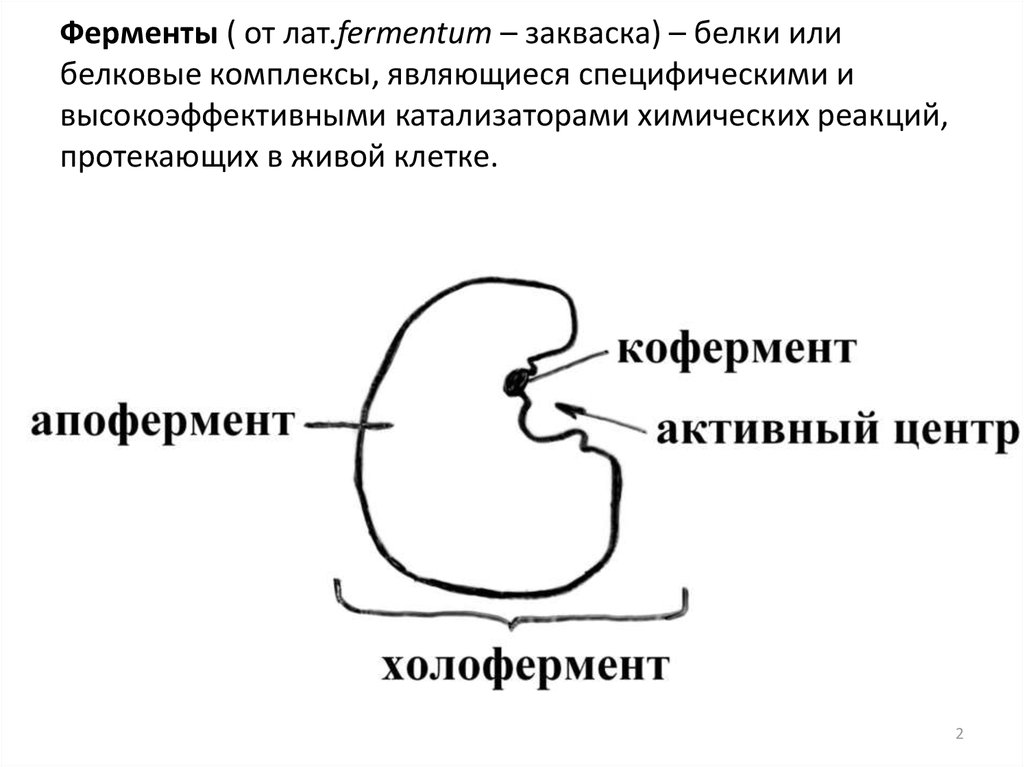 Ферменты ( от лат.fermentum – закваска) – белки или
белковые комплексы, являющиеся специфическими и
высокоэффективными катализаторами химических реакций,
протекающих в живой клетке.
кофермент
апофермент
активный центр
холофермент
2